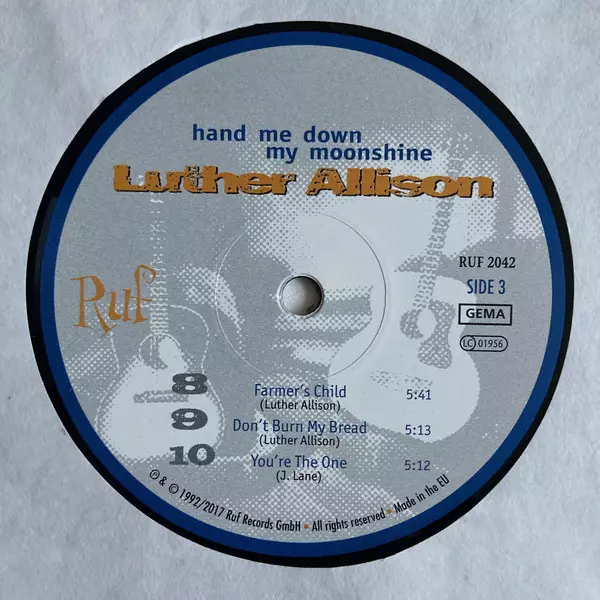 hand me down
my moonshine
Luther Allison
RUF 2042
Ruf
SIDE 3
GEMA
LC 01956
8 Farmer's Child 5:41
(Luther Allison)
9 Don't Burn My Bread 5:13
(Luther Allison)
10 You're The One 5:12
(J. Lane)
℗ & © 1992/2017 Ruf Records GmbH • All rights reserved • Made in the EU